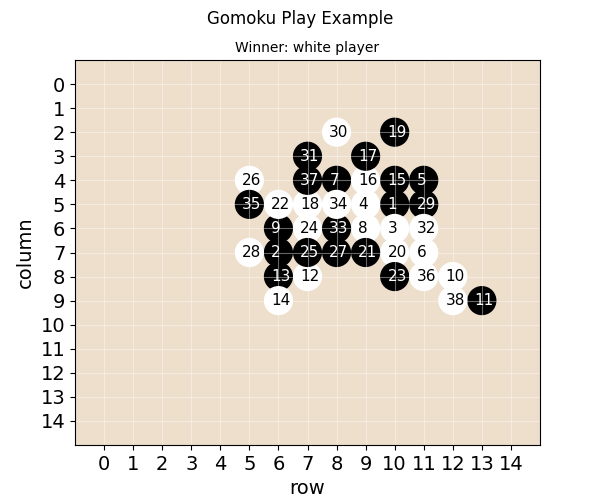 Gomoku Play Example
Winner: white player
0
1
2 30 19
3 31 17
4 26 37 7 16 15 5
5 35 22 18 34 4 1 29
6 9 24 33 8 3 32
7 28 2 25 27 21 20 6
8 13 12 23 36 10
9 14 38 11
10
11
12
13
14
column
0 1 2 3 4 5 6 7 8 9 10 11 12 13 14
row